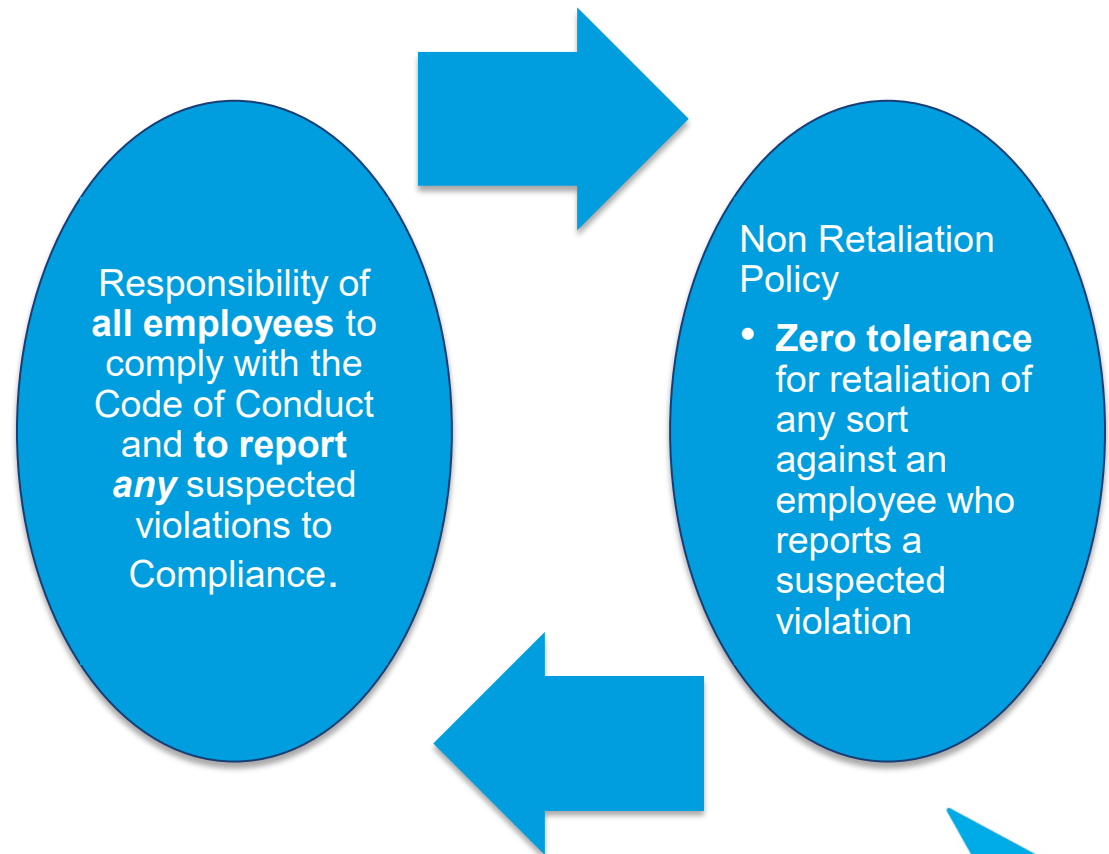 Responsibility of
all employees to
comply with the
Code of Conduct
and to report
any suspected
violations to
Compliance.
Non Retaliation
Policy
• Zero tolerance
for retaliation of
any sort
against an
employee who
reports a
suspected
violation